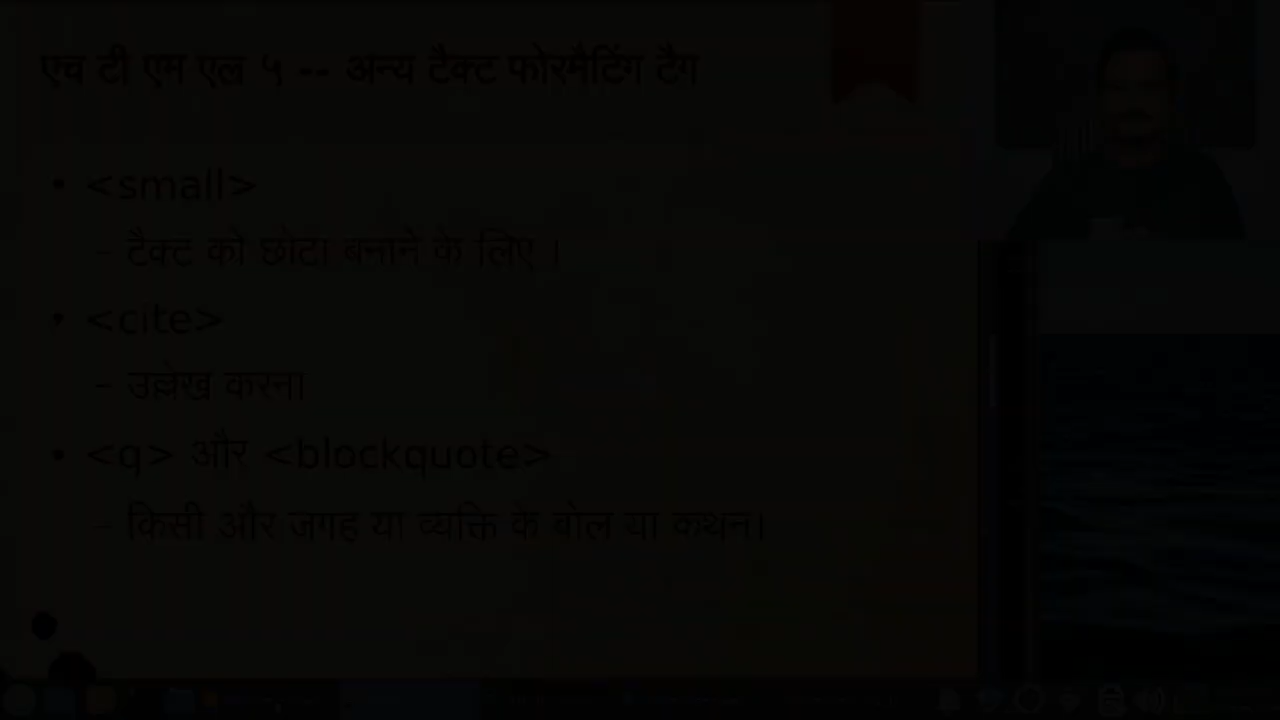 एच टी एम एल ५ -- अन्य टैक्ट फोरमैटिंग टैग
• <small>
– टैक्ट को छोटा बनाने के लिए ।
• <cite>
– उल्लेख करना
• <q> और <blockquote>
– किसी और जगह या व्यक्ति के बोल या कथन।